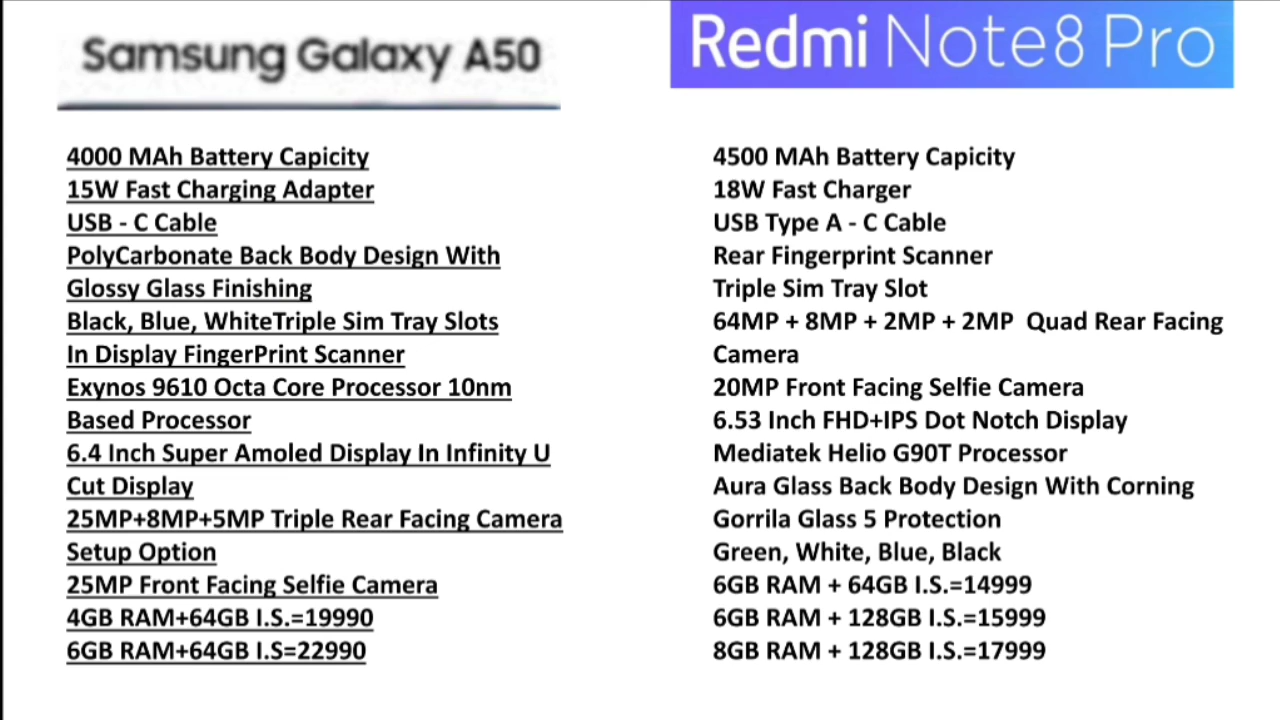 Samsung Galaxy A50
4000 MAh Battery Capicity
15W Fast Charging Adapter
USB - C Cable
PolyCarbonate Back Body Design With
Glossy Glass Finishing
Black, Blue, WhiteTriple Sim Tray Slots
In Display FingerPrint Scanner
Exynos 9610 Octa Core Processor 10nm
Based Processor
6.4 Inch Super Amoled Display In Infinity U
Cut Display
25MP+8MP+5MP Triple Rear Facing Camera
Setup Option
25MP Front Facing Selfie Camera
4GB RAM+64GB I.S.=19990
6GB RAM+64GB I.S=22990
Redmi Note8 Pro
4500 MAh Battery Capicity
18W Fast Charger
USB Type A - C Cable
Rear Fingerprint Scanner
Triple Sim Tray Slot
64MP + 8MP + 2MP + 2MP  Quad Rear Facing
Camera
20MP Front Facing Selfie Camera
6.53 Inch FHD+IPS Dot Notch Display
Mediatek Helio G90T Processor
Aura Glass Back Body Design With Corning
Gorrila Glass 5 Protection
Green, White, Blue, Black
6GB RAM + 64GB I.S.=14999
6GB RAM + 128GB I.S.=15999
8GB RAM + 128GB I.S.=17999